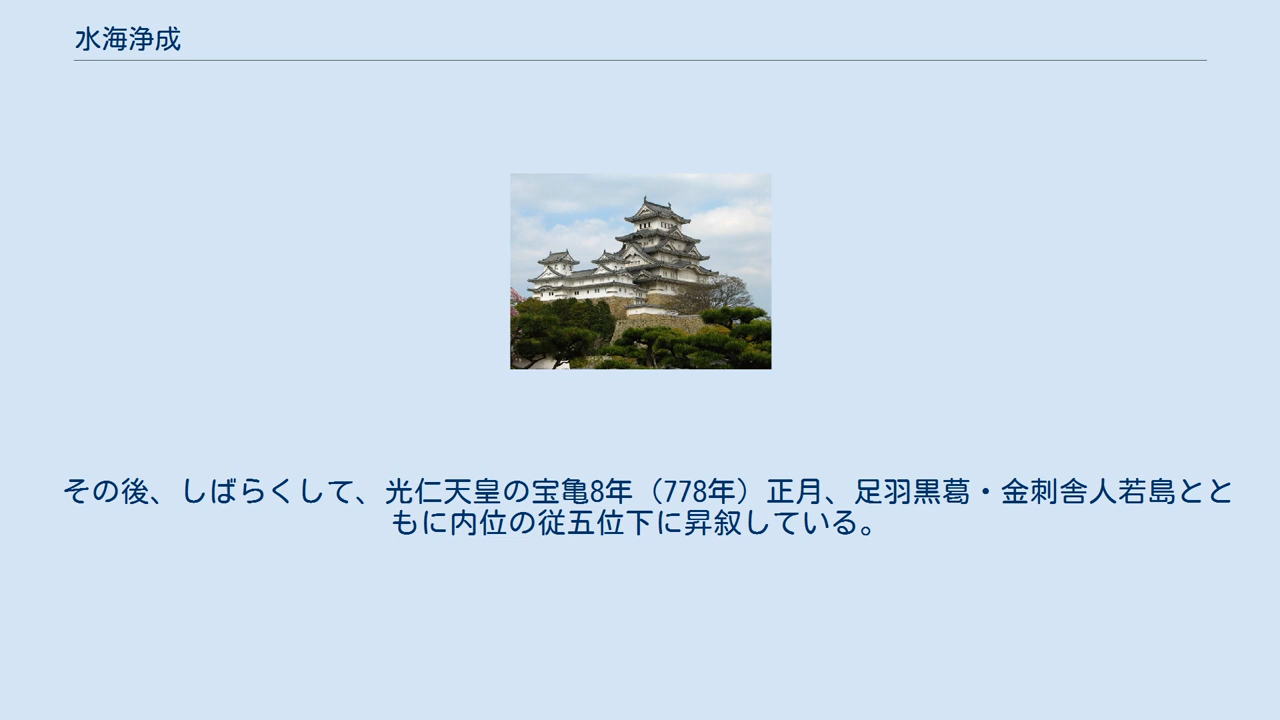 水海浄成
その後、しばらくして、光仁天皇の宝亀8年（778年）正月、足羽黒葛・金刺舎人若島とと
もに内位の従五位下に昇叙している。